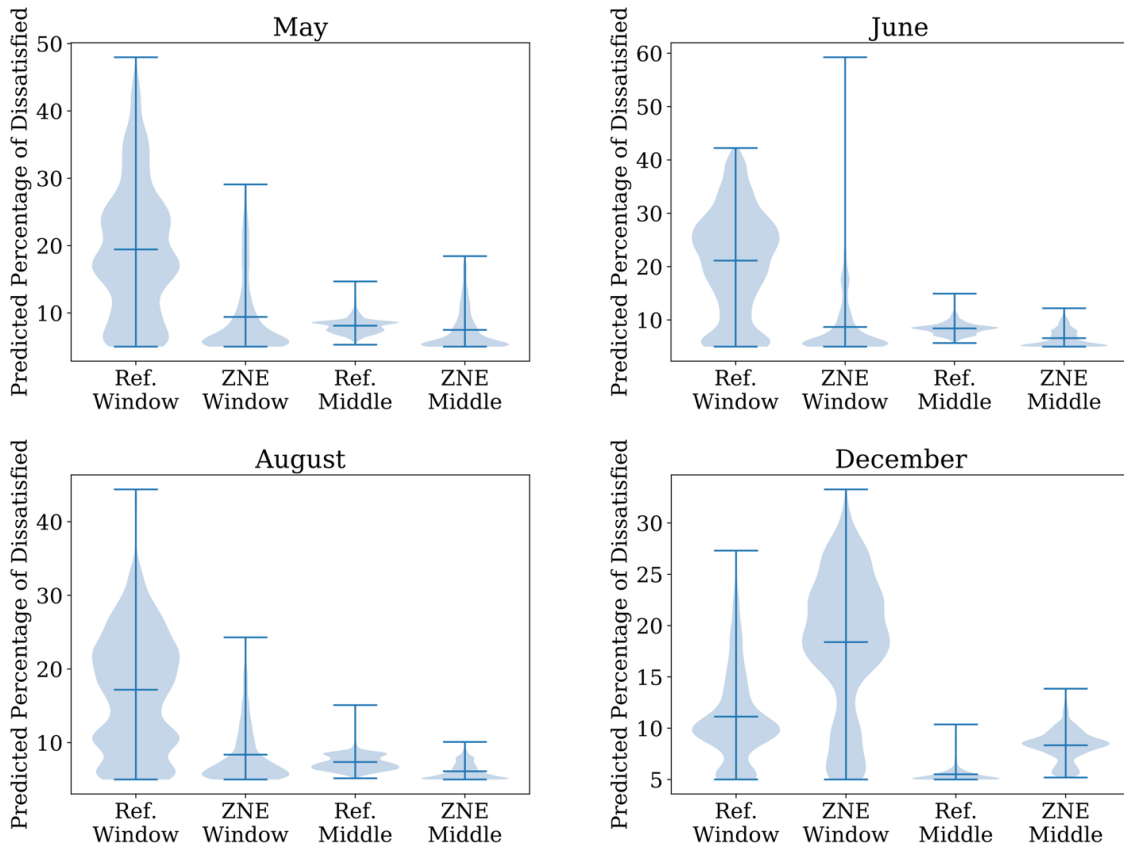 May
Predicted Percentage of Dissatisfied
50
40
30
20
10
Ref.
Window
ZNE
Window
Ref.
Middle
ZNE
Middle
June
Predicted Percentage of Dissatisfied
60
50
40
30
20
10
Ref.
Window
ZNE
Window
Ref.
Middle
ZNE
Middle
August
Predicted Percentage of Dissatisfied
40
30
20
10
Ref.
Window
ZNE
Window
Ref.
Middle
ZNE
Middle
December
Predicted Percentage of Dissatisfied
30
25
20
15
10
5
Ref.
Window
ZNE
Window
Ref.
Middle
ZNE
Middle